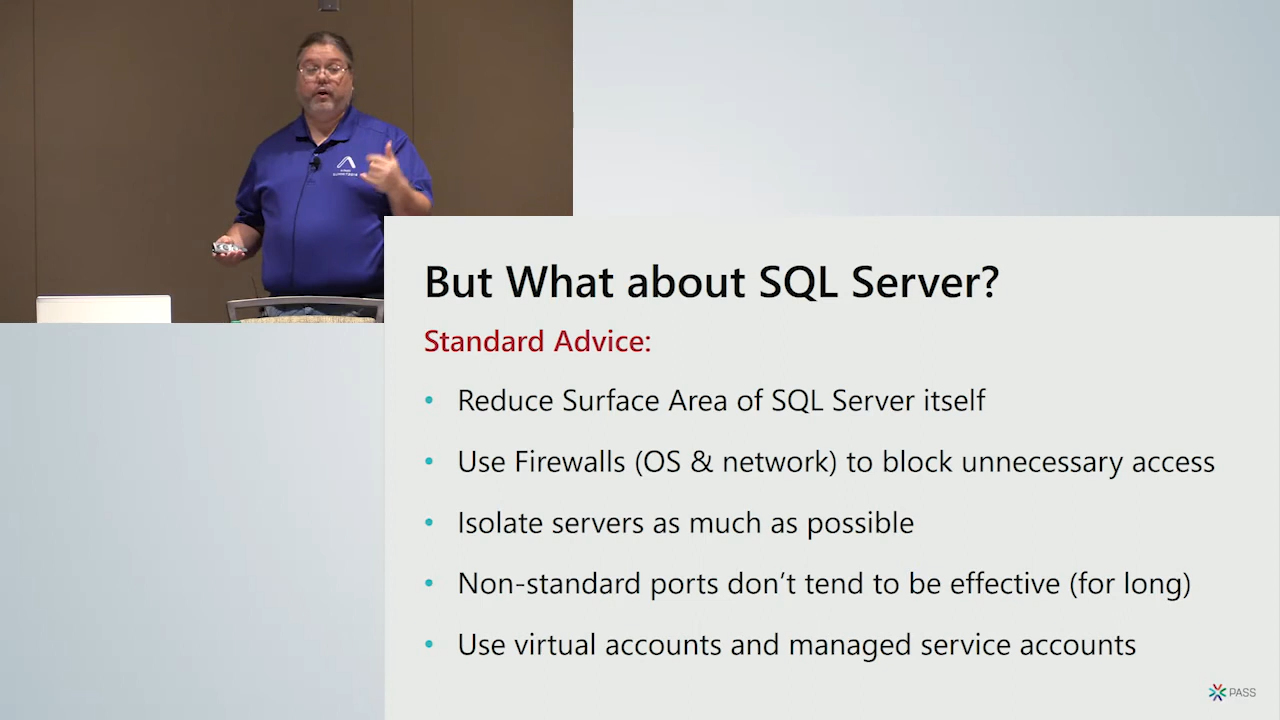 But What about SQL Server?
Standard Advice:
• Reduce Surface Area of SQL Server itself
• Use Firewalls (OS & network) to block unnecessary access
• Isolate servers as much as possible
• Non-standard ports don’t tend to be effective (for long)
• Use virtual accounts and managed service accounts
PASS